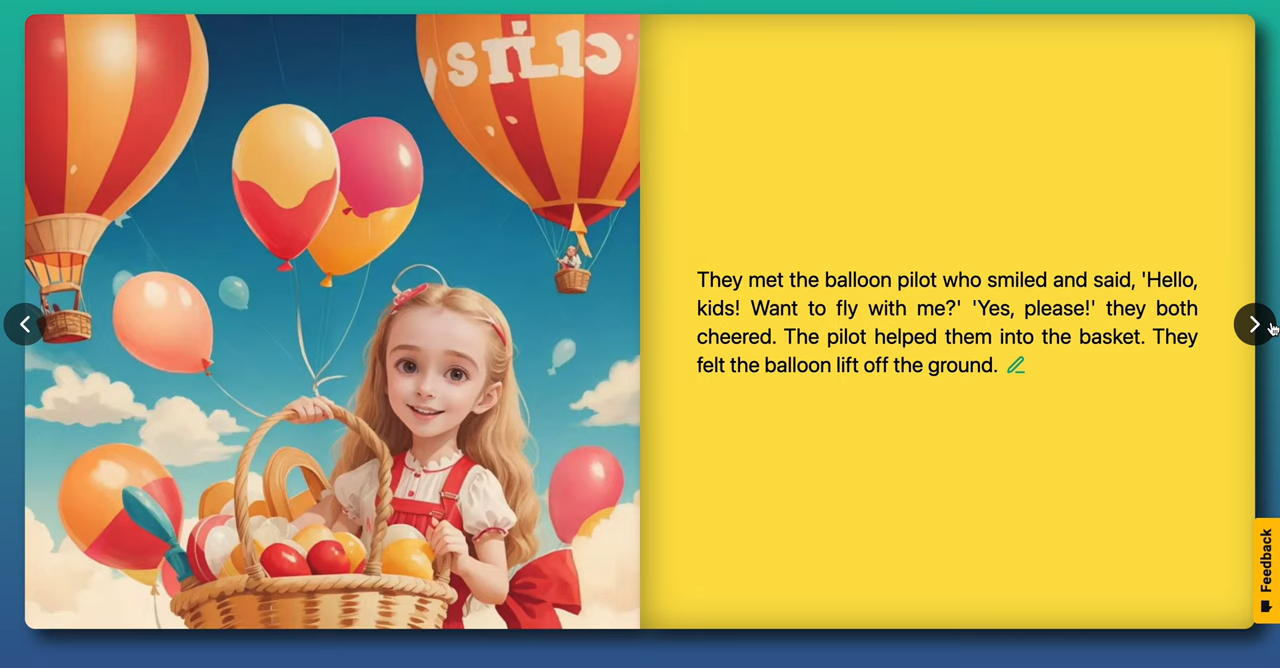 They met the balloon pilot who smiled and said, 'Hello,
kids! Want to fly with me?' 'Yes, please!' they both
cheered. The pilot helped them into the basket. They
felt the balloon lift off the ground.
Feedback